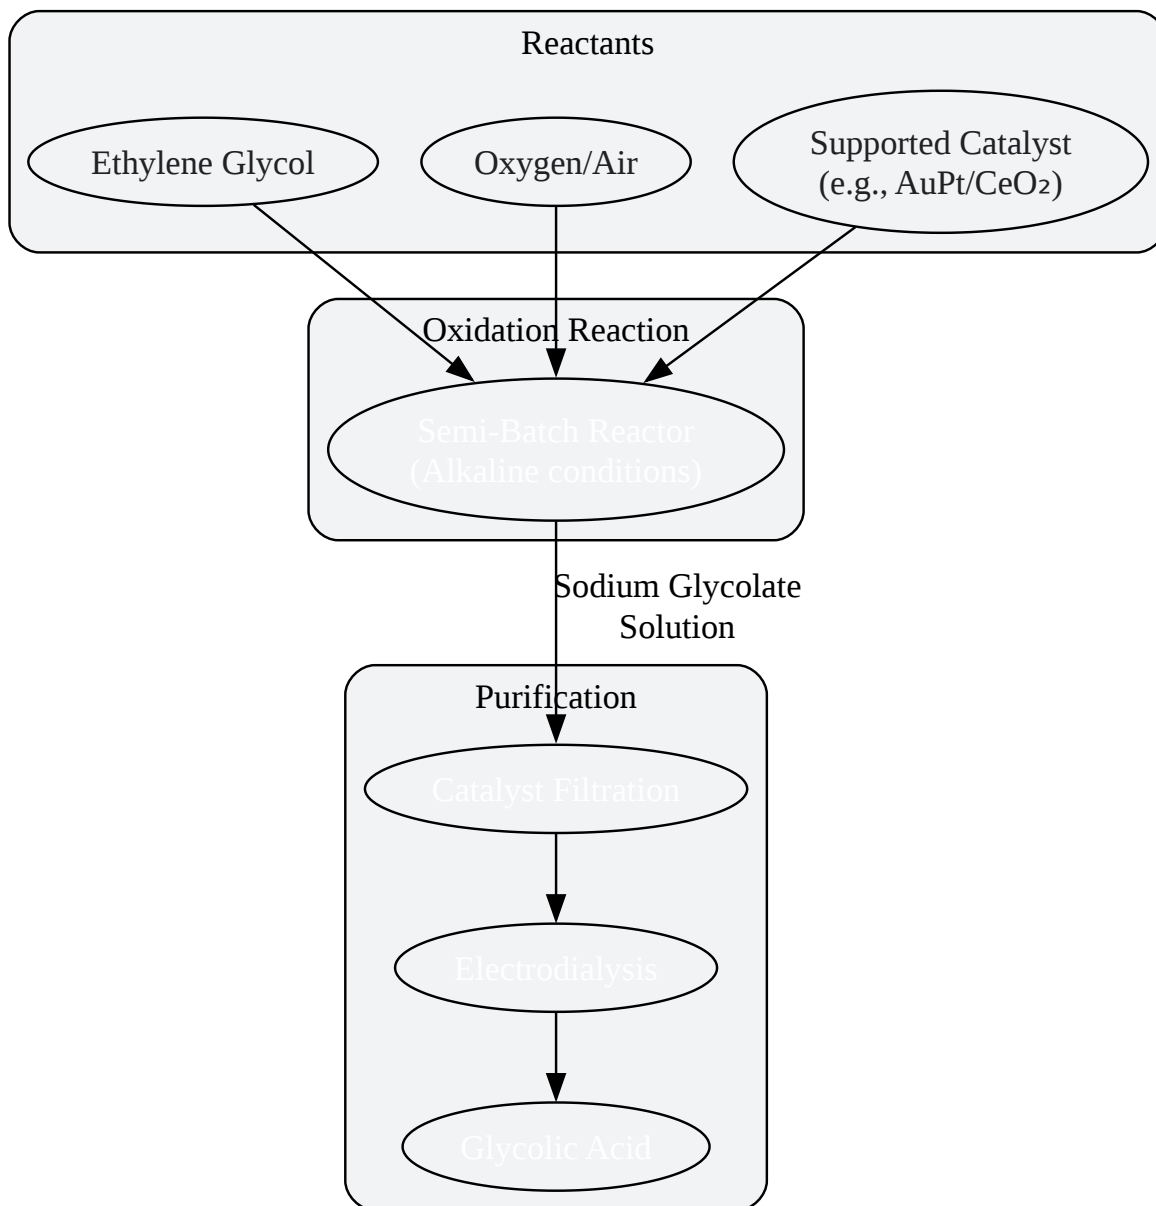 Reactants
Ethylene Glycol
Oxygen/Air
Supported Catalyst
(e.g., AuPt/CeO₂)
Oxidation Reaction
Semi-Batch Reactor
(Alkaline conditions)
Sodium Glycolate
Solution
Purification
Catalyst Filtration
Electrodialysis
Glycolic Acid